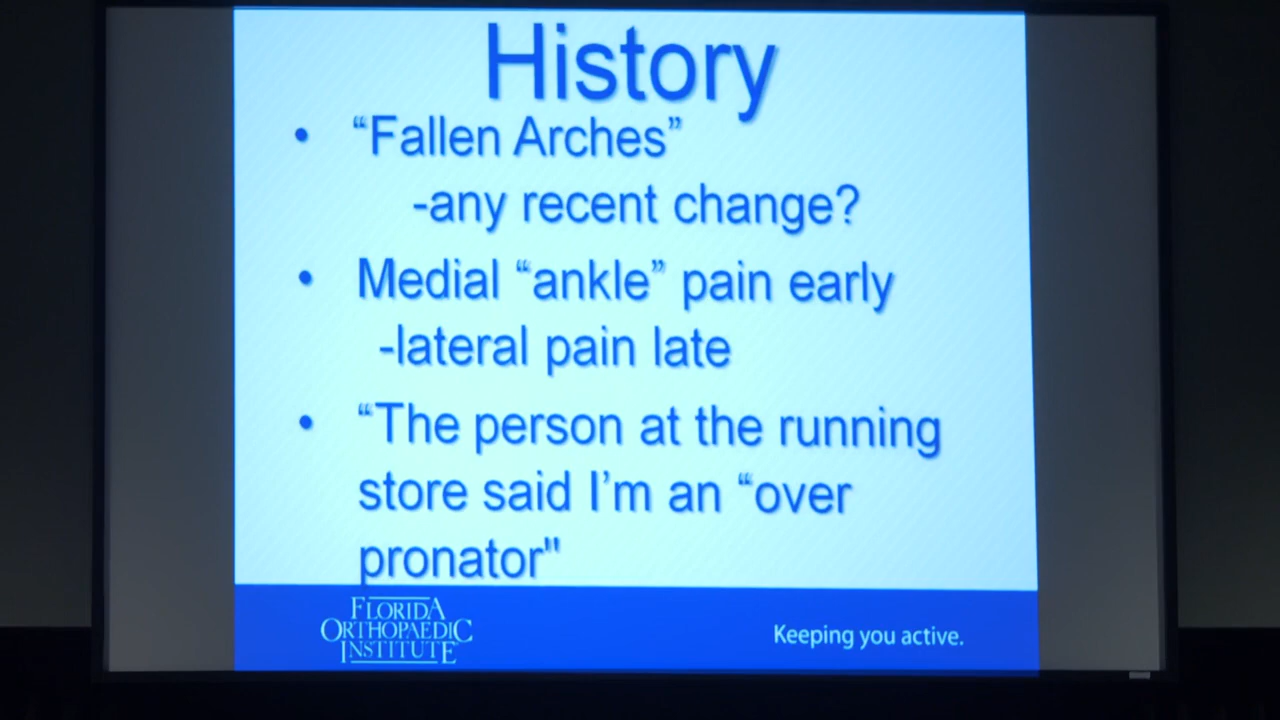 History
• “Fallen Arches”
-any recent change?
• Medial “ankle” pain early
-lateral pain late
• “The person at the running
store said I’m an “over
pronator"
FLORIDA
ORTHOPAEDIC
INSTITUTE
Keeping you active.